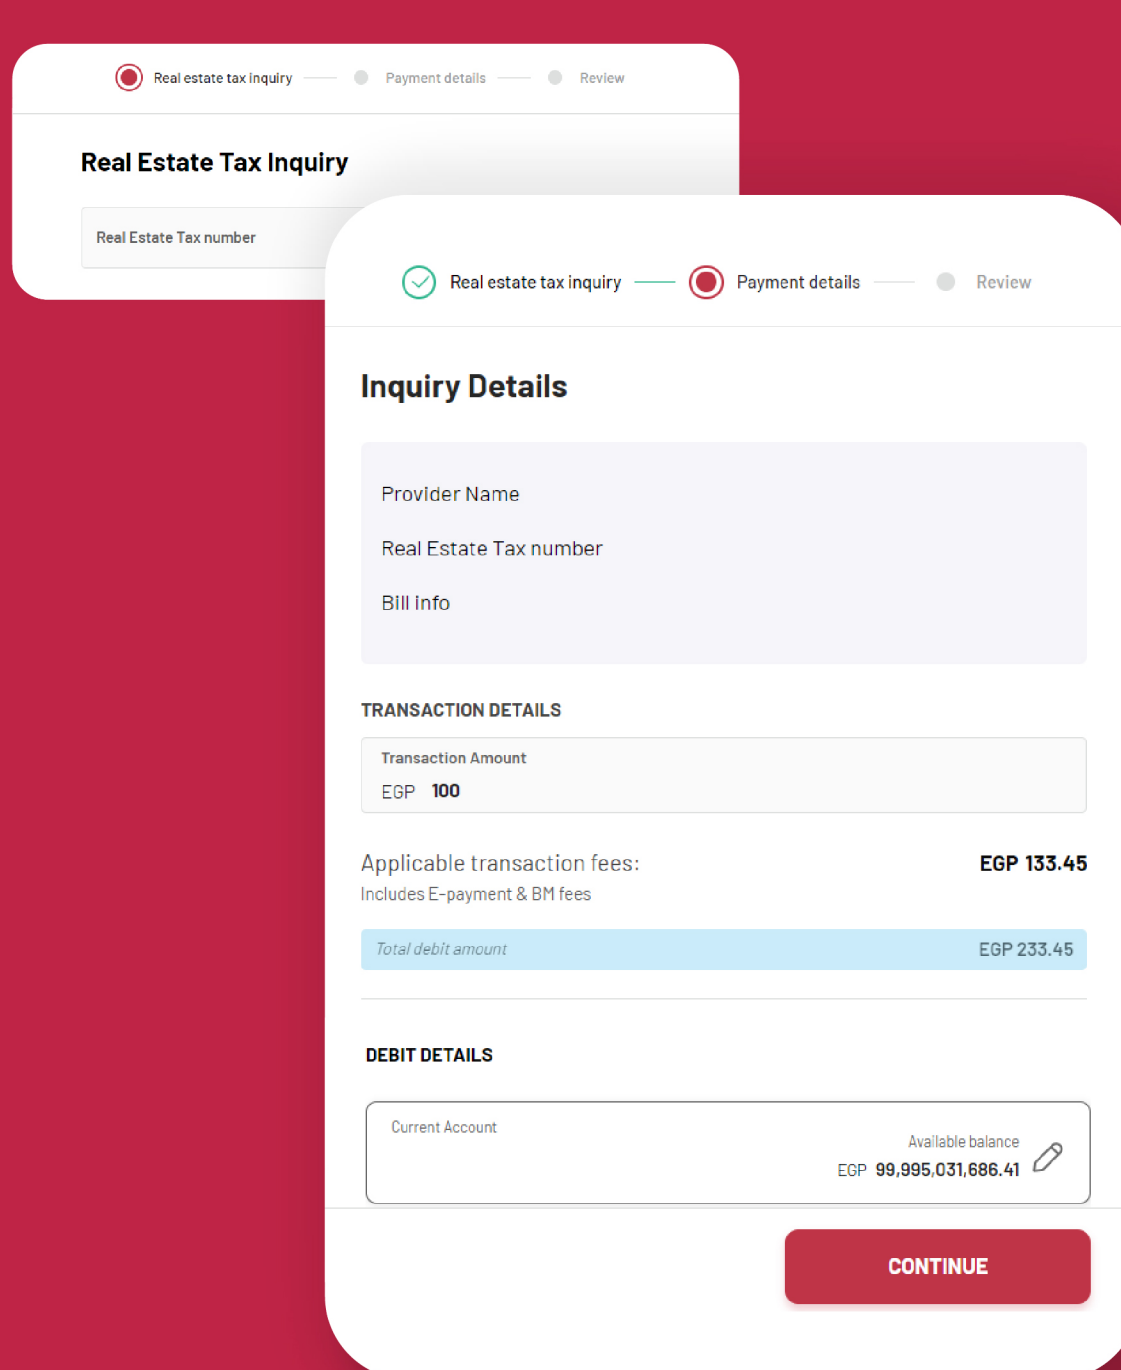 Real estate tax inquiry Payment details Review
Real Estate Tax Inquiry
Real Estate Tax number
Real estate tax inquiry Payment details Review
Inquiry Details
Provider Name
Real Estate Tax number
Bill info
TRANSACTION DETAILS
Transaction Amount
EGP 100
Applicable transaction fees: EGP 133.45
Includes E-payment & BM fees
Total debit amount EGP 233.45
DEBIT DETAILS
Current Account
Available balance
EGP 99,995,031,686.41
CONTINUE